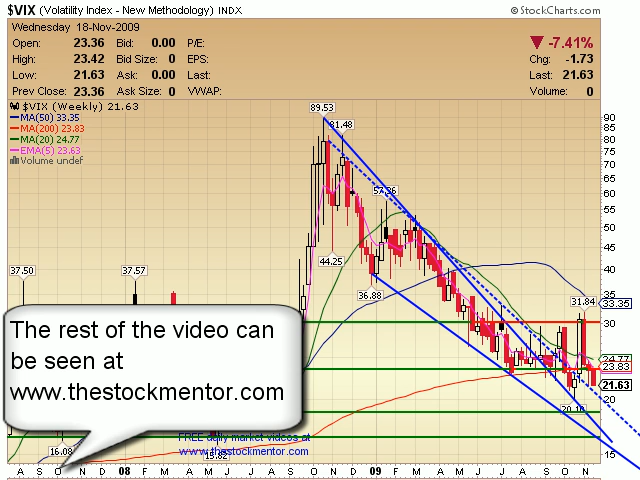 $VIX (Volatility Index - New Methodology) INDX
© StockCharts.com
Wednesday 18-Nov-2009
Open: 23.36 Bid: 0.00 P/E: ▼ -7.41%
High: 23.42 Bid Size: 0 EPS: Chg: -1.73
Low: 21.63 Ask: 0.00 Last: Last: 21.63
Prev Close: 23.36 Ask Size: 0 VWAP: Volume: 0
$VIX (Weekly) 21.63
MA(50) 33.35
MA(200) 23.83
MA(20) 24.77
EMA(5) 23.63
Volume undef
89.53
81.48
57.36
44.25
36.88
37.50
37.57
31.84
20.10
16.08
15.82
90
85
80
75
70
65
60
55
50
45
40
35
33.35
30
24.77
23.83
21.63
20
15
The rest of the video can
be seen at
www.thestockmentor.com
FREE daily market videos at
www.thestockmentor.com
A S O N D 08 F M A M J J A S O N D 09 F M A M J J A S O N